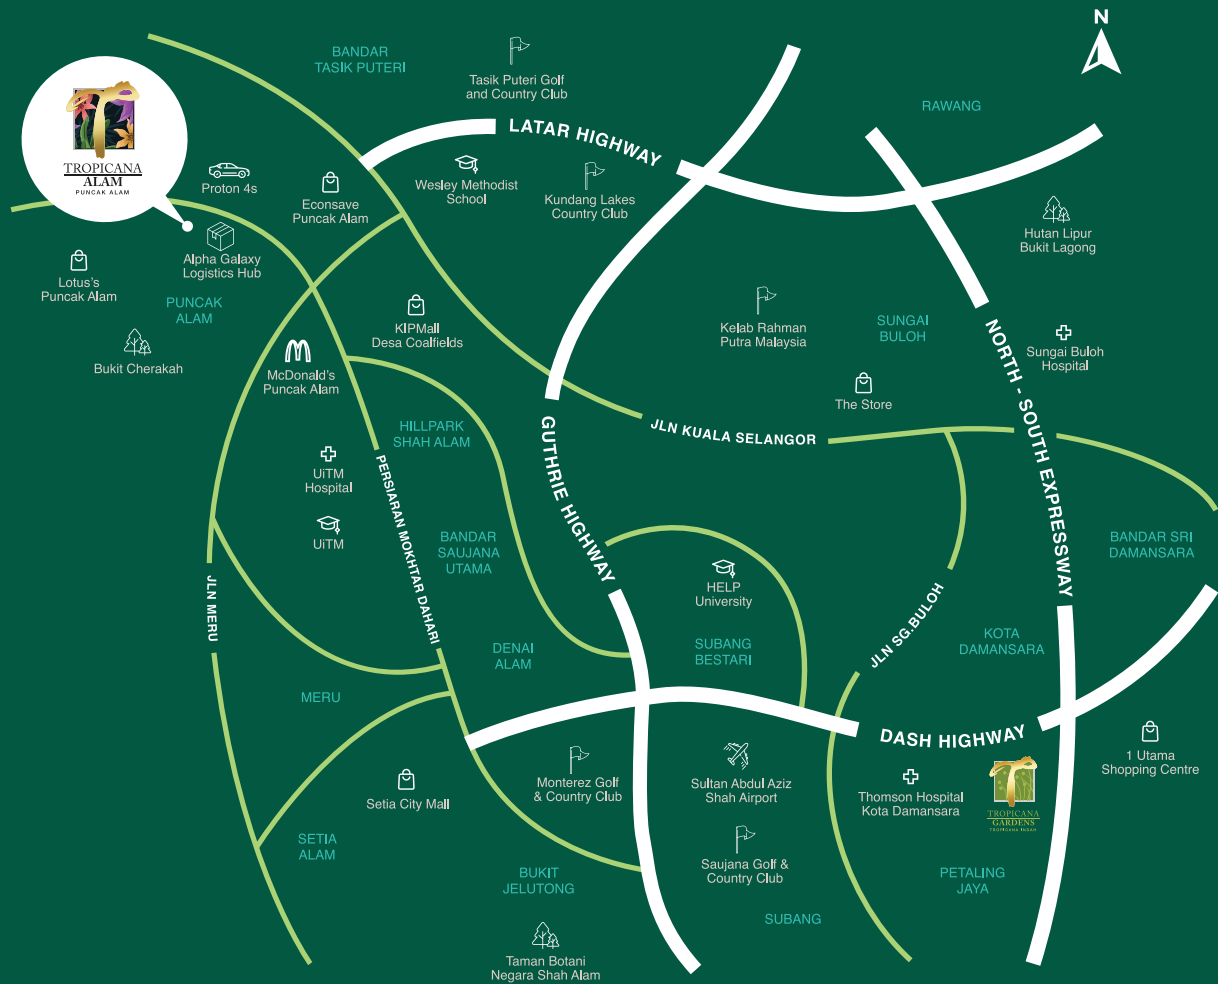 N
BANDAR
TASIK PUTERI
Tasik Puteri Golf
and Country Club
RAWANG
LATAR HIGHWAY
TROPICANA
ALAM
PUNCAK ALAM
Proton 4s
Econsave
Puncak Alam
Wesley Methodist
School
Kundang Lakes
Country Club
Hutan Lipur
Bukit Lagong
Alpha Galaxy
Logistics Hub
Lotus's
Puncak Alam
PUNCAK
ALAM
KIPMall
Desa Coalfields
Kelab Rahman
Putra Malaysia
SUNGAI
BULOH
NORTH - SOUTH EXPRESSWAY
Sungai Buloh
Hospital
Bukit Cherakah
McDonald's
Puncak Alam
The Store
HILLPARK
SHAH ALAM
JLN KUALA SELANGOR
GUTHRIE HIGHWAY
PERSIARAN MOKHTAR DAHARI
UiTM
Hospital
UiTM
BANDAR
SAUJANA
UTAMA
BANDAR SRI
DAMANSARA
JLN MERU
HELP
University
JLN SG.BULOH
DENAI
ALAM
SUBANG
BESTARI
KOTA
DAMANSARA
MERU
DASH HIGHWAY
1 Utama
Shopping Centre
Setia City Mall
Monterez Golf
& Country Club
Sultan Abdul Aziz
Shah Airport
Thomson Hospital
Kota Damansara
TROPICANA
GARDENS
TROPICANA INDAH
SETIA
ALAM
BUKIT
JELUTONG
Saujana Golf &
Country Club
PETALING
JAYA
SUBANG
Taman Botani
Negara Shah Alam